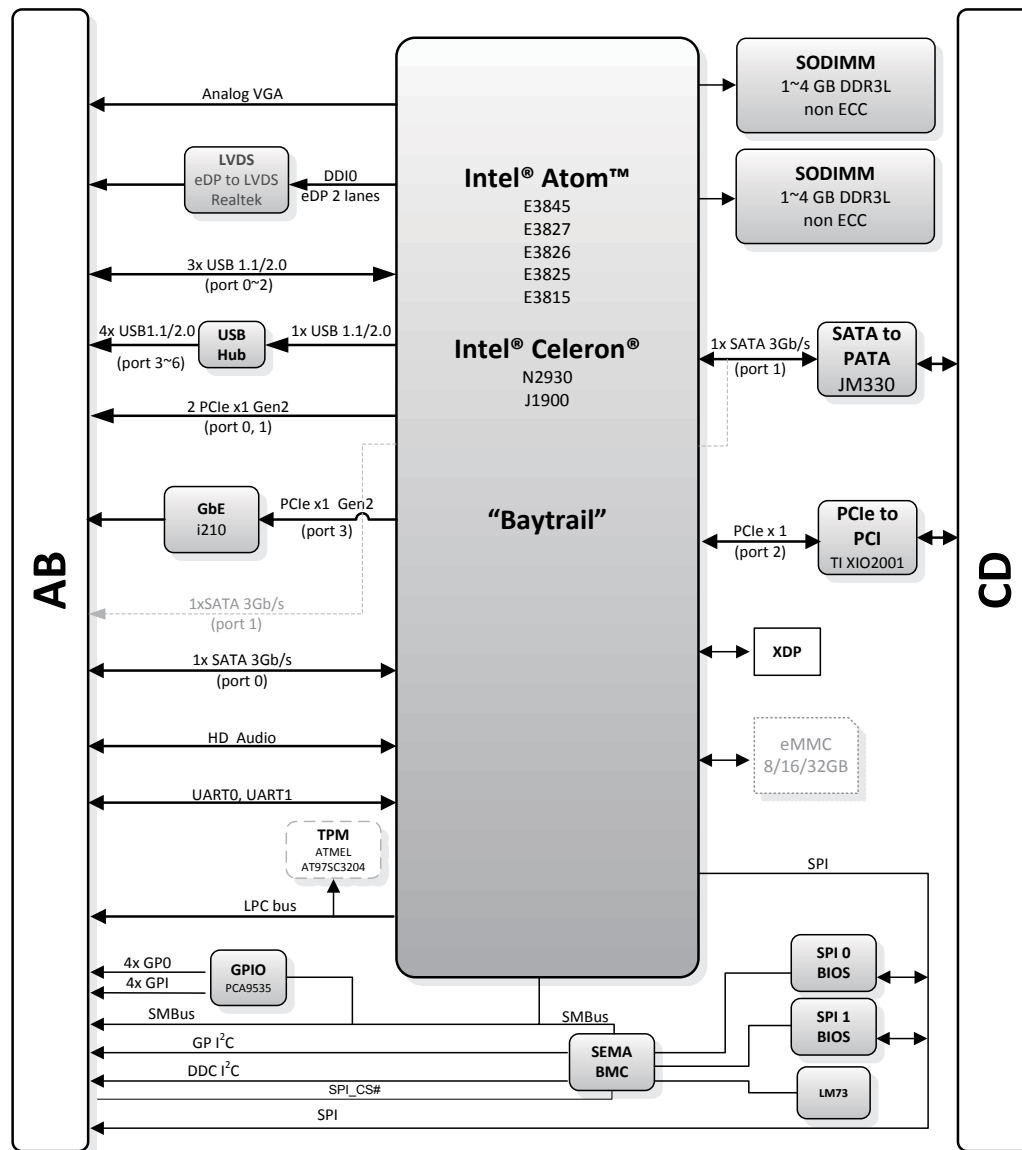 AB
Analog VGA
LVDS
eDP to LVDS
Realtek
DDI0
eDP 2 lanes
3x USB 1.1/2.0
(port 0~2)
4x USB1.1/2.0
(port 3~6)
USB
Hub
1x USB 1.1/2.0
2 PCIe x1 Gen2
(port 0, 1)
GbE
i210
PCIe x1 Gen2
(port 3)
1xSATA 3Gb/s
(port 1)
1x SATA 3Gb/s
(port 0)
HD Audio
UART0, UART1
TPM
ATMEL
AT97SC3204
LPC bus
4x GP0
4x GPI
GPIO
PCA9535
SMBus
GP I²C
DDC I²C
SPI_CS#
SPI
Intel® Atom™
E3845
E3827
E3826
E3825
E3815
Intel® Celeron®
N2930
J1900
“Baytrail”
SMBus
SEMA
BMC
SODIMM
1~4 GB DDR3L
non ECC
SODIMM
1~4 GB DDR3L
non ECC
1x SATA 3Gb/s
(port 1)
SATA to
PATA
JM330
PCIe x 1
(port 2)
PCIe to
PCI
TI XIO2001
XDP
eMMC
8/16/32GB
SPI
SPI 0
BIOS
SPI 1
BIOS
LM73
CD